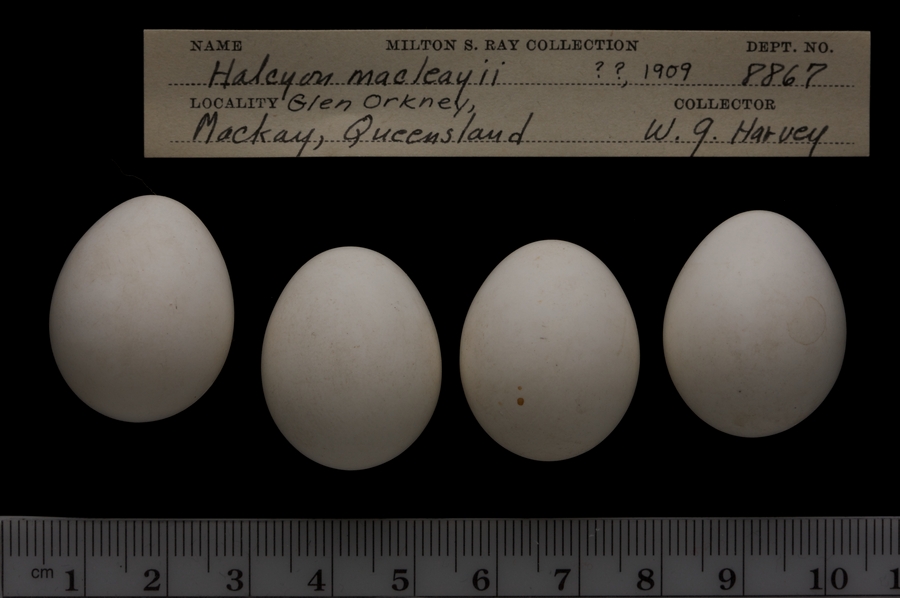 NAME MILTON S. RAY COLLECTION DEPT. NO.
Halcyon macleayii ??, 1909 8867
LOCALITY Glen Orkney, COLLECTOR
Mackay, Queensland W. G. Harvey
cm 1 2 3 4 5 6 7 8 9 10 1